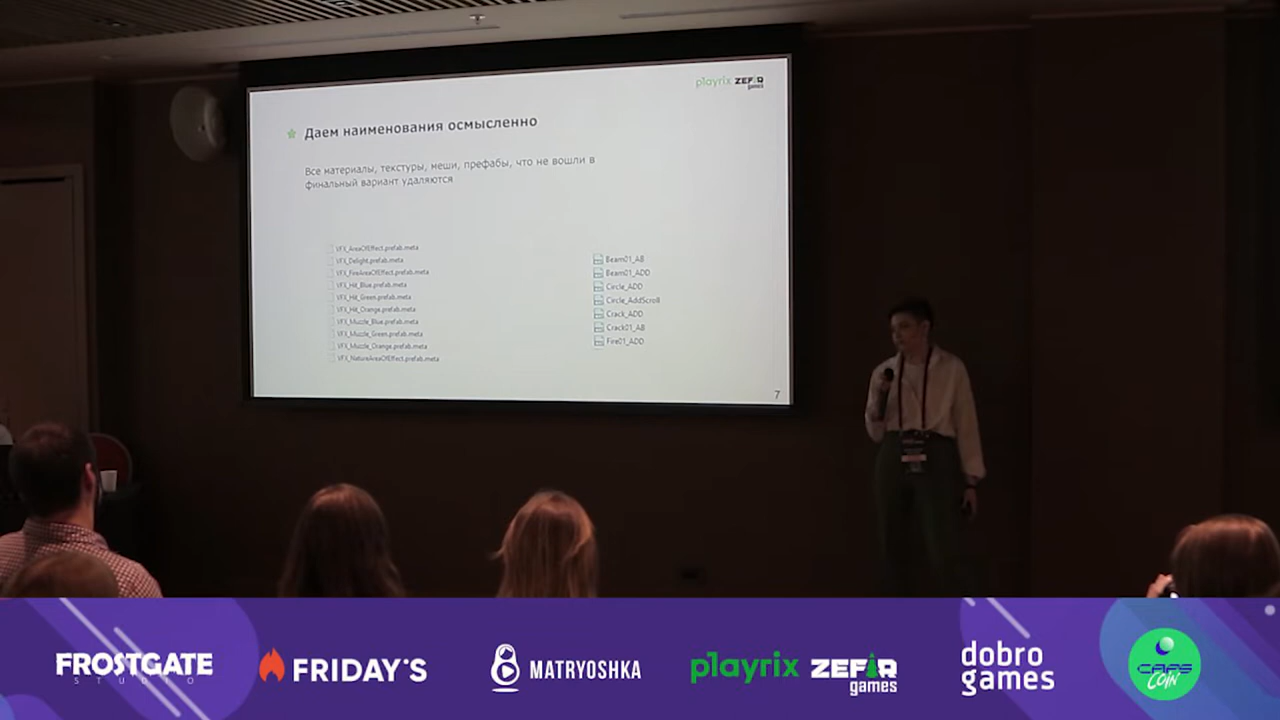 playrix ZEFIR games
Даем наименования осмысленно
Все материалы, текстуры, меши, префабы, что не вошли в
финальный вариант удаляются
VFX_AreaOfEffect.prefab.meta
VFX_Delight.prefab.meta
VFX_FireAreaOfEffect.prefab.meta
VFX_Hit_Blue.prefab.meta
VFX_Hit_Green.prefab.meta
VFX_Hit_Orange.prefab.meta
VFX_Muzzle_Blue.prefab.meta
VFX_Muzzle_Green.prefab.meta
VFX_Muzzle_Orange.prefab.meta
VFX_NatureAreaOfEffect.prefab.meta
Beam01_AB
Beam01_ADD
Circle_ADD
Circle_AddScroll
Crack_ADD
Crack01_AB
Fire01_ADD
7
FROSTGATE
STUDIO
FRIDAY'S
MATRYOSHKA
playrix ZEFIR
games
dobro
games
CAPS
COIN